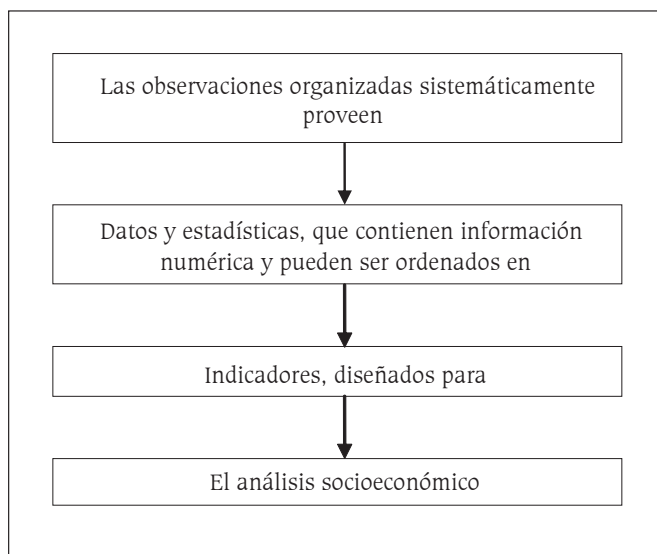 Las observaciones organizadas sistemáticamente
proveen
Datos y estadísticas, que contienen información
numérica y pueden ser ordenados en
Indicadores, diseñados para
El análisis socioeconómico